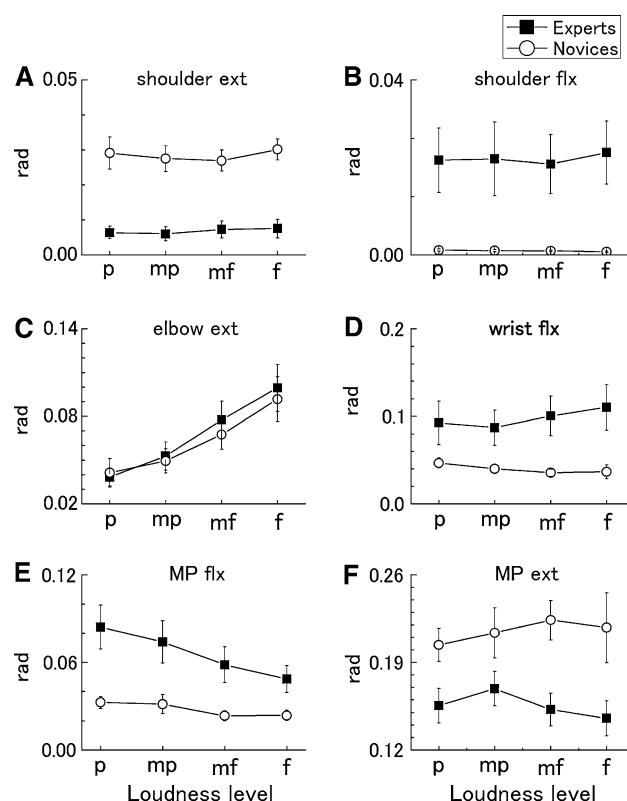 Experts
Novices
A shoulder ext
0.05
rad
0.00
p mp mf f
B shoulder flx
0.04
rad
0.00
p mp mf f
C elbow ext
0.14
0.08
rad
0.02
p mp mf f
D wrist flx
0.2
0.1
rad
0.0
p mp mf f
E MP flx
0.12
0.06
rad
0.00
p mp mf f
Loudness level
F MP ext
0.26
0.19
rad
0.12
p mp mf f
Loudness level